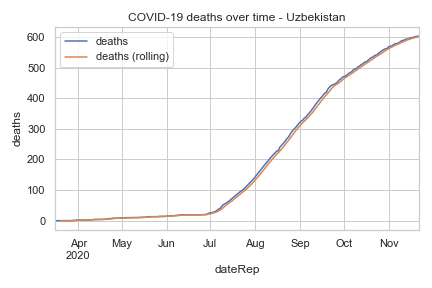 COVID-19 deaths over time - Uzbekistan
deaths
deaths (rolling)
600
500
400
300
200
100
0
deaths
Apr May Jun Jul Aug Sep Oct Nov
2020
dateRep